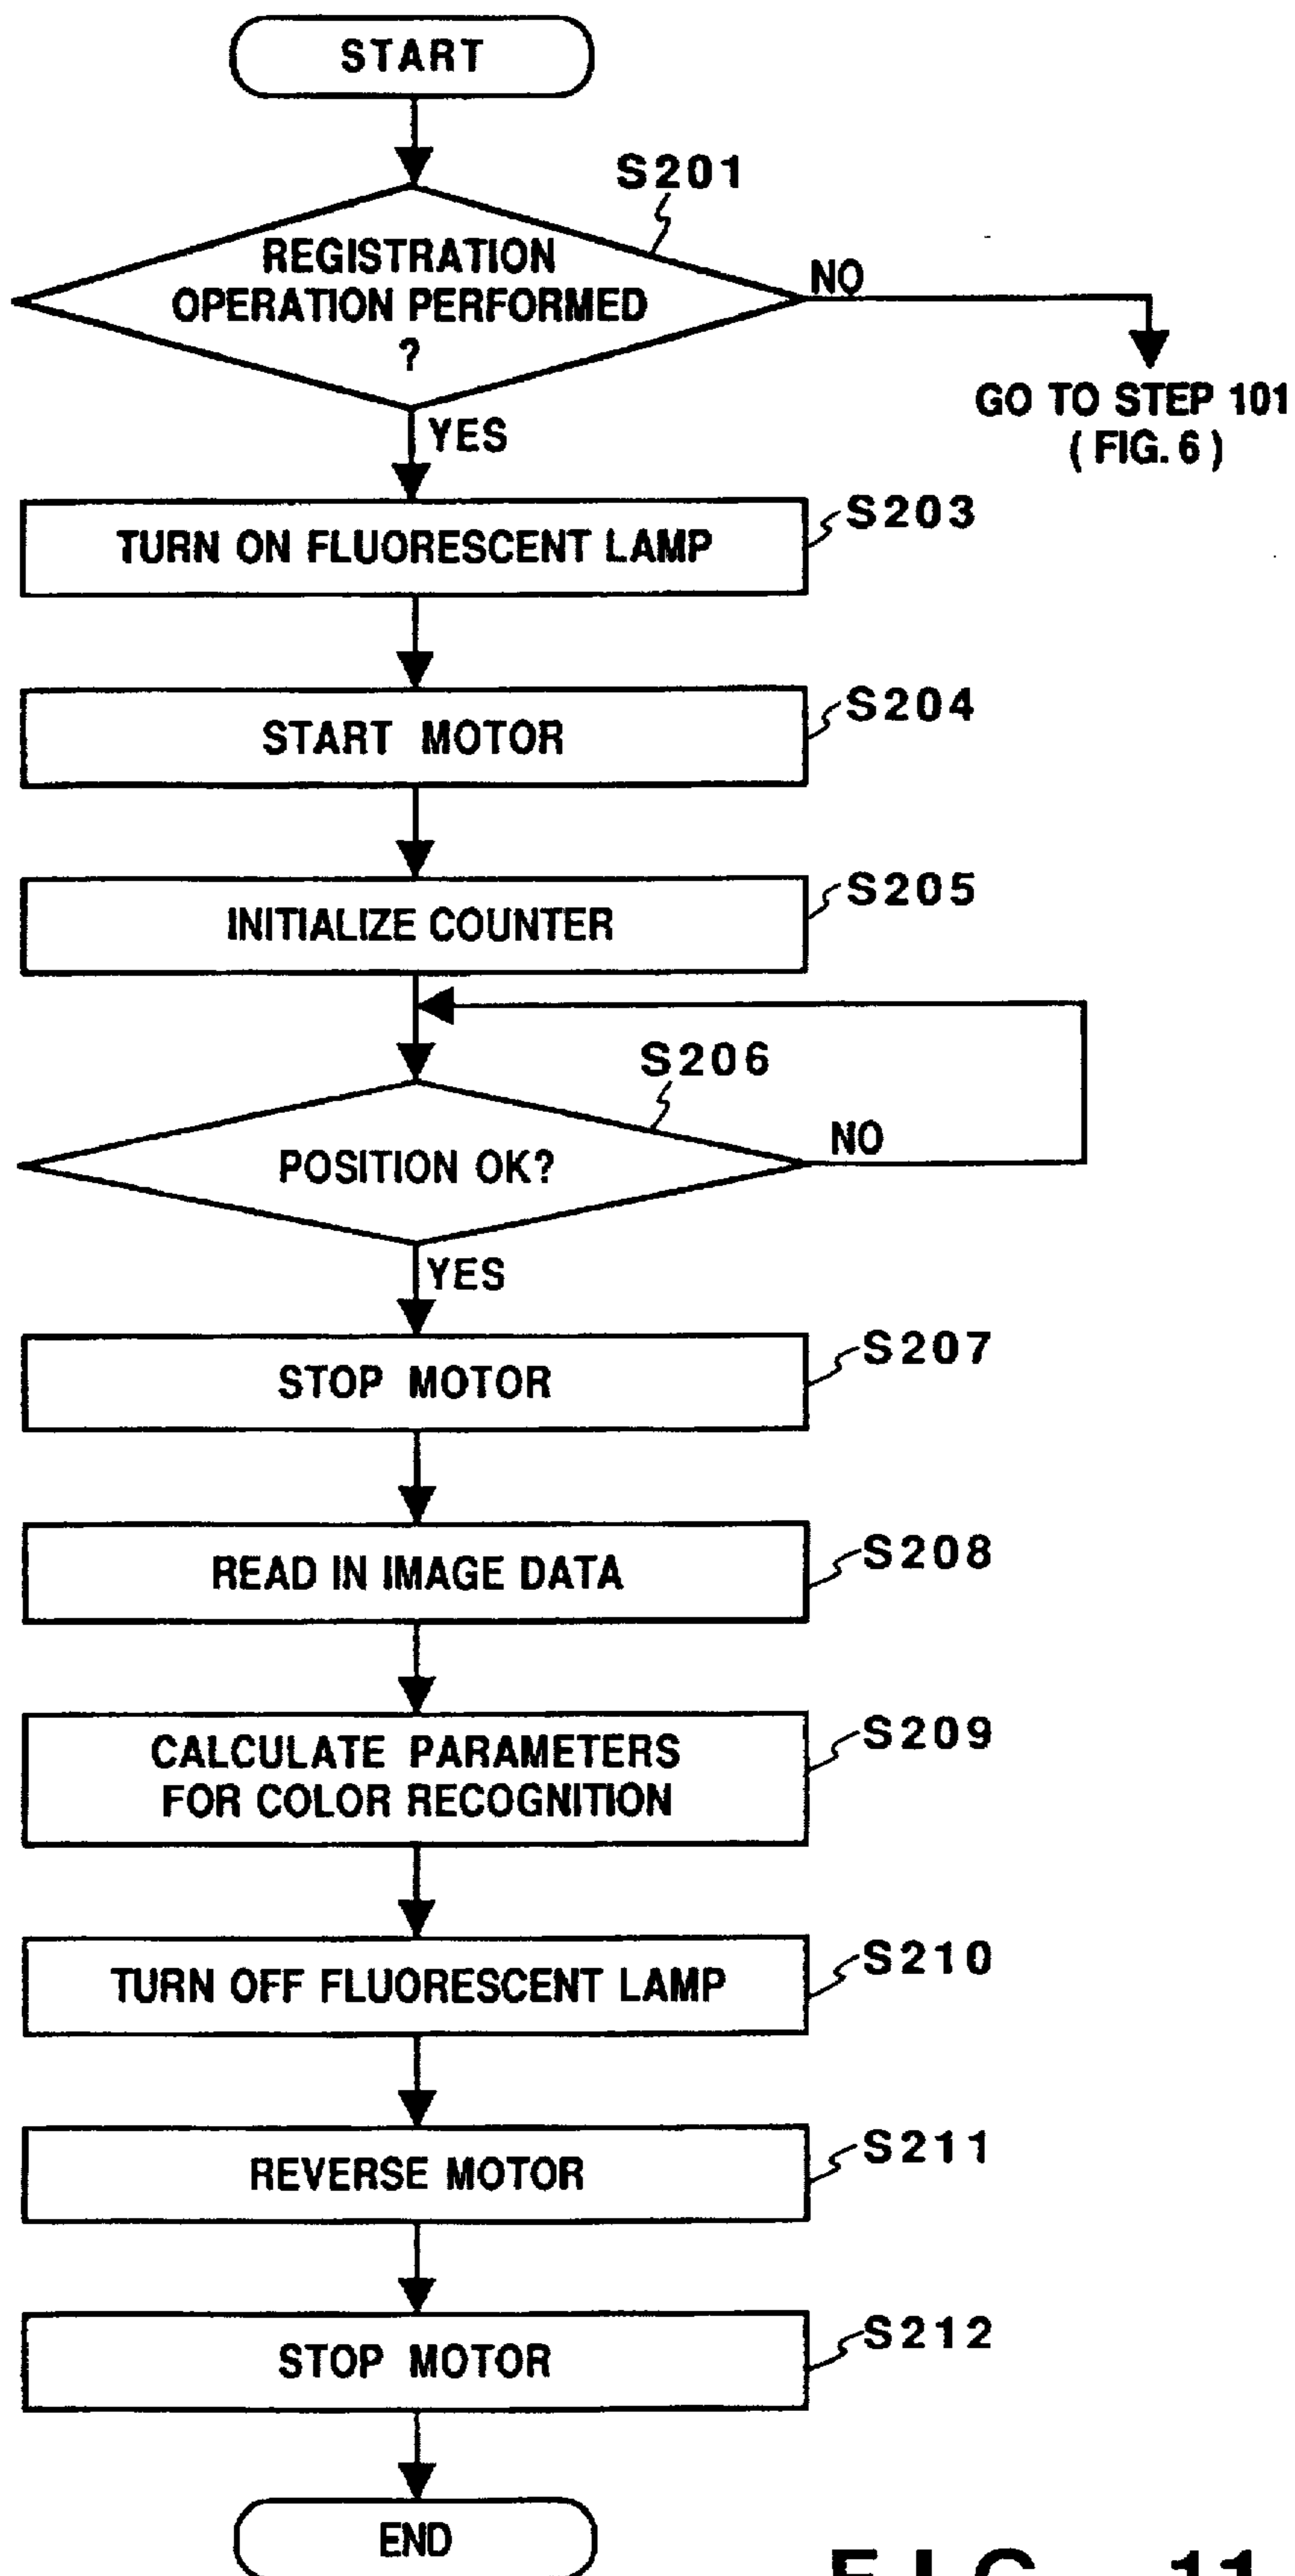 START
S201
REGISTRATION
OPERATION PERFORMED
?
NO
GO TO STEP 101
( FIG. 6 )
YES
TURN ON FLUORESCENT LAMP
S203
START MOTOR
S204
INITIALIZE COUNTER
S205
S206
POSITION OK?
NO
YES
STOP MOTOR
S207
READ IN IMAGE DATA
S208
CALCULATE PARAMETERS
FOR COLOR RECOGNITION
S209
TURN OFF FLUORESCENT LAMP
S210
REVERSE MOTOR
S211
STOP MOTOR
S212
END
FIG. 11